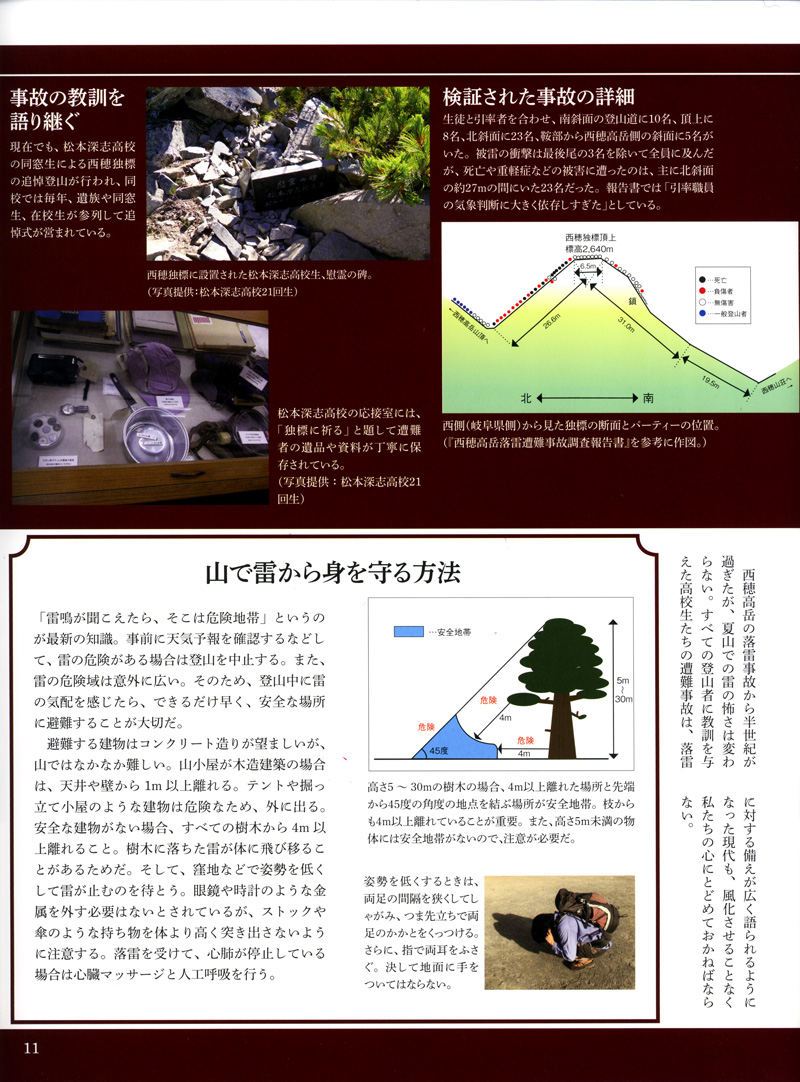 事故の教訓を
語り継ぐ
現在でも、松本深志高校
の同窓生による西穂独標
の追悼登山が行われ、同
校では毎年、遺族や同窓
生、在校生が参列して追
悼式が営まれている。
西穂独標に設置された松本深志高校生、慰霊の碑。
（写真提供：松本深志高校21回生）
松本深志高校の応接室には、
「独標に祈る」と題して遭難
者の遺品や資料が丁寧に保
存されている。
（写真提供：松本深志高校21
回生）
検証された事故の詳細
生徒と引率者を合わせ、南斜面の登山道に10名、頂上に
8名、北斜面に23名、鞍部から西穂高岳側の斜面に5名が
いた。被雷の衝撃は最後尾の3名を除いて全員に及んだ
が、死亡や重軽症などの被害に遭ったのは、主に北斜面
の約27mの間にいた23名だった。報告書では「引率職員
の気象判断に大きく依存しすぎた」としている。
西穂独標頂上
標高2,640m
6.5m
鎖
●…死亡
●…負傷者
○…無傷害
●…一般登山者
←西穂高岳山頂へ
26.6m
31.0m
19.5m
西穂山荘へ→
北 南
西側（岐阜県側）から見た独標の断面とパーティーの位置。
（『西穂高岳落雷遭難事故調査報告書』を参考に作図。）
山で雷から身を守る方法
「雷鳴が聞こえたら、そこは危険地帯」というの
が最新の知識。事前に天気予報を確認するなどし
て、雷の危険がある場合は登山を中止する。また、
雷の危険域は意外に広い。そのため、登山中に雷
の気配を感じたら、できるだけ早く、安全な場所
に避難することが大切だ。
避難する建物はコンクリート造りが望ましいが、
山ではなかなか難しい。山小屋が木造建築の場合
は、天井や壁から1m以上離れる。テントや掘っ
立て小屋のような建物は危険なため、外に出る。
安全な建物がない場合、すべての樹木から4m以
上離れること。樹木に落ちた雷が体に飛び移るこ
とがあるためだ。そして、窪地などで姿勢を低く
して雷が止むのを待とう。眼鏡や時計のような金
属を外す必要はないとされているが、ストックや
傘のような持ち物を体より高く突き出さないよう
に注意する。落雷を受けて、心肺が停止している
場合は心臓マッサージと人工呼吸を行う。
…安全地帯
危険
4m
危険
危険
4m
45度
5m
〜
30m
高さ5〜30mの樹木の場合、4m以上離れた場所と先端
から45度の角度の地点を結ぶ場所が安全地帯。枝から
も4m以上離れていることが重要。また、高さ5m未満の物
体には安全地帯がないので、注意が必要だ。
姿勢を低くするときは、
両足の間隔を狭くしてし
ゃがみ、つま先立ちで両
足のかかとをくっつける。
さらに、指で両耳をふさ
ぐ。決して地面に手を
ついてはならない。
西穂高岳の落雷事故から半世紀が
過ぎたが、夏山での雷の怖さは変わ
らない。すべての登山者に教訓を与
えた高校生たちの遭難事故は、落雷
に対する備えが広く語られるように
なった現代も、風化させることなく
私たちの心にとどめておかねばなら
ない。
11